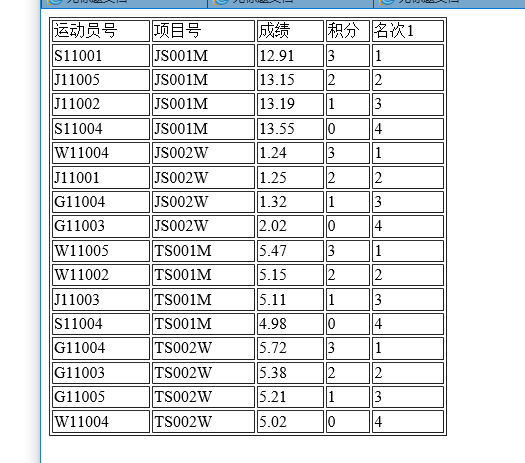 运动员号 项目号 成绩 积分 名次1
S11001 JS001M 12.91 3 1
J11005 JS001M 13.15 2 2
J11002 JS001M 13.19 1 3
S11004 JS001M 13.55 0 4
W11004 JS002W 1.24 3 1
J11001 JS002W 1.25 2 2
G11004 JS002W 1.32 1 3
G11003 JS002W 2.02 0 4
W11005 TS001M 5.47 3 1
W11002 TS001M 5.15 2 2
J11003 TS001M 5.11 1 3
S11004 TS001M 4.98 0 4
G11004 TS002W 5.72 3 1
G11003 TS002W 5.38 2 2
G11005 TS002W 5.21 1 3
W11004 TS002W 5.02 0 4